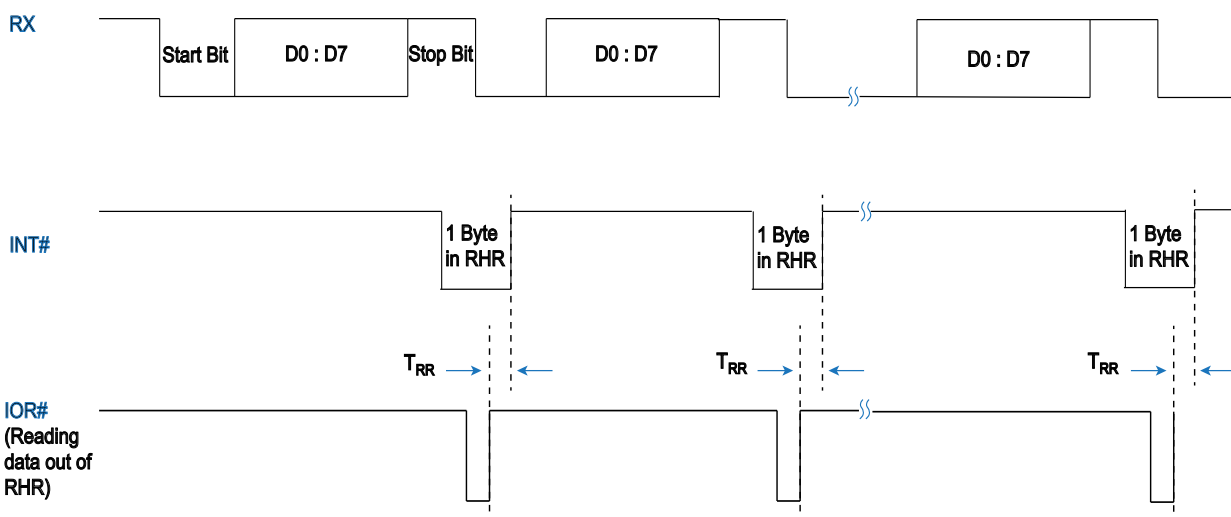 RX
Start Bit
D0 : D7
Stop Bit
D0 : D7
D0 : D7
INT#
1 Byte
in RHR
1 Byte
in RHR
1 Byte
in RHR
TRR
TRR
TRR
IOR#
(Reading
data out of
RHR)